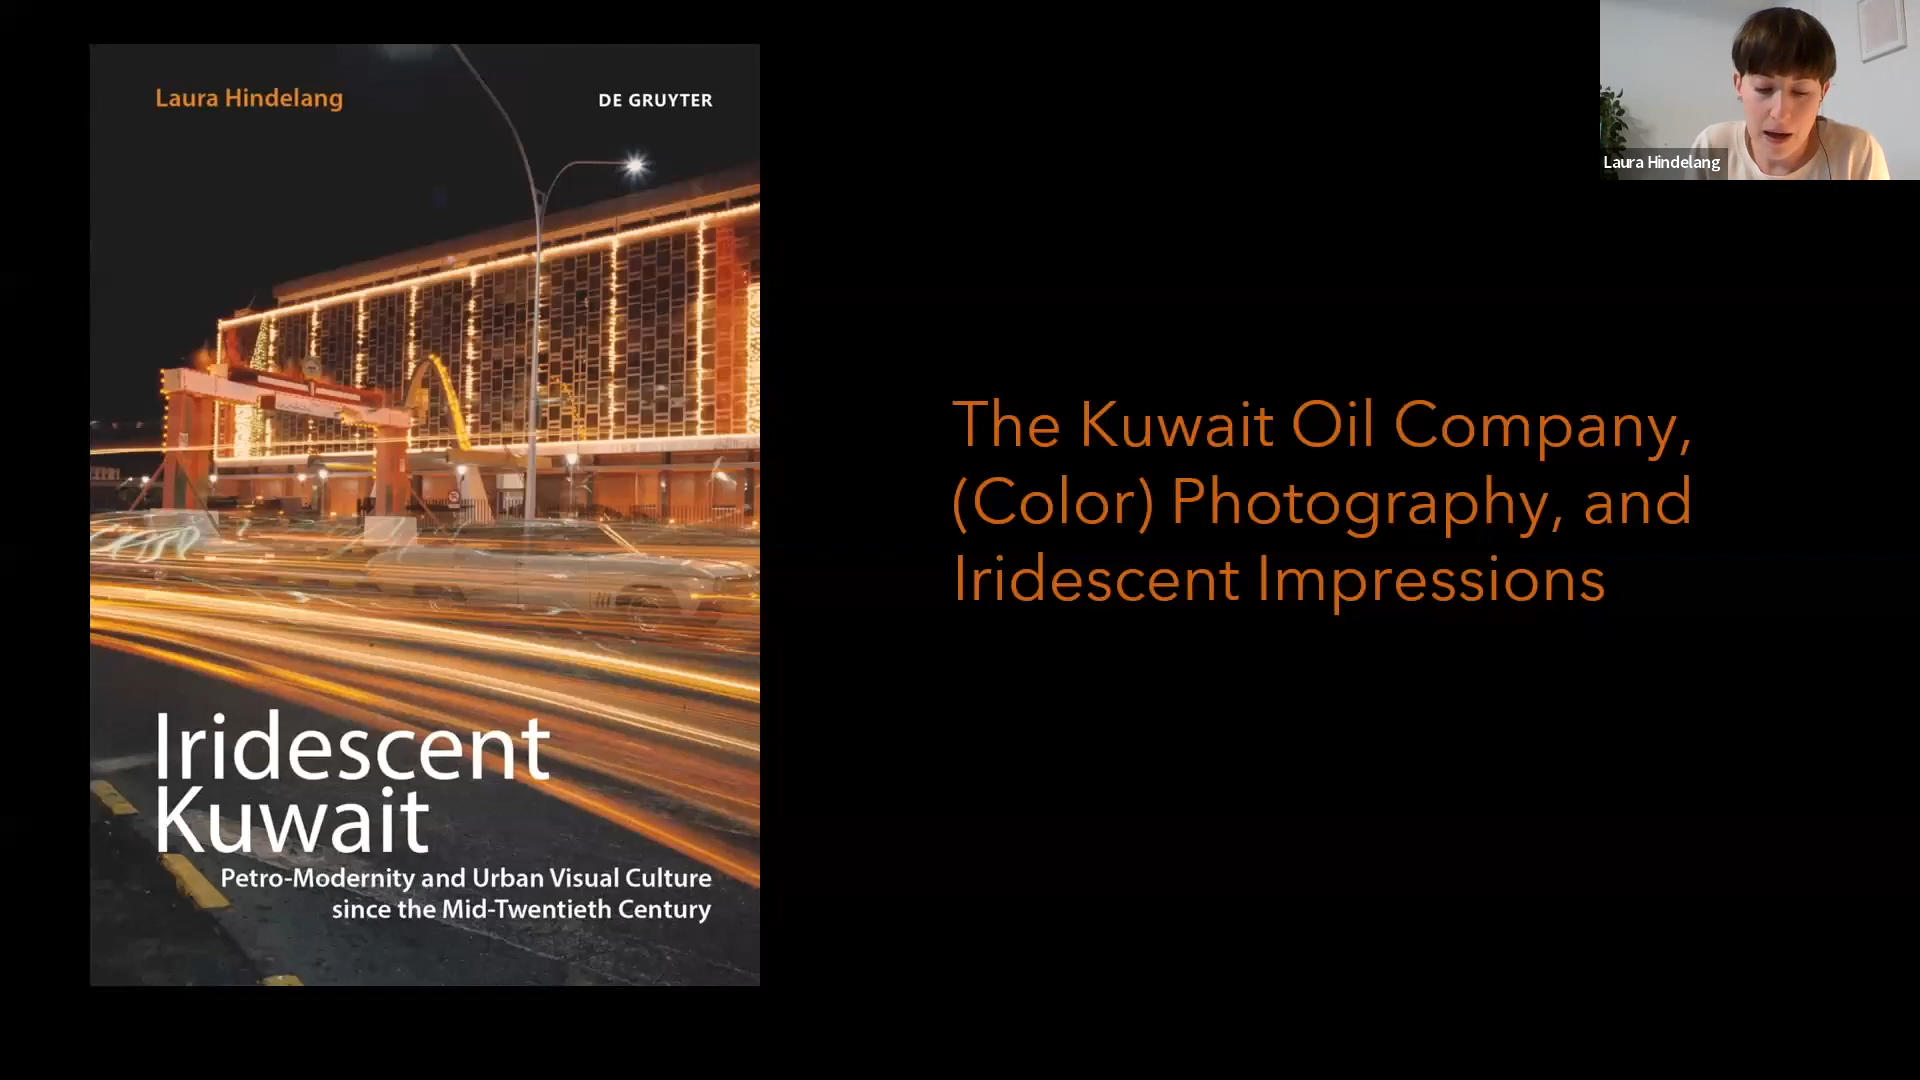 Laura Hindelang
DE GRUYTER
Iridescent
Kuwait
Petro-Modernity and Urban Visual Culture
since the Mid-Twentieth Century
The Kuwait Oil Company,
(Color) Photography, and
Iridescent Impressions
Laura Hindelang